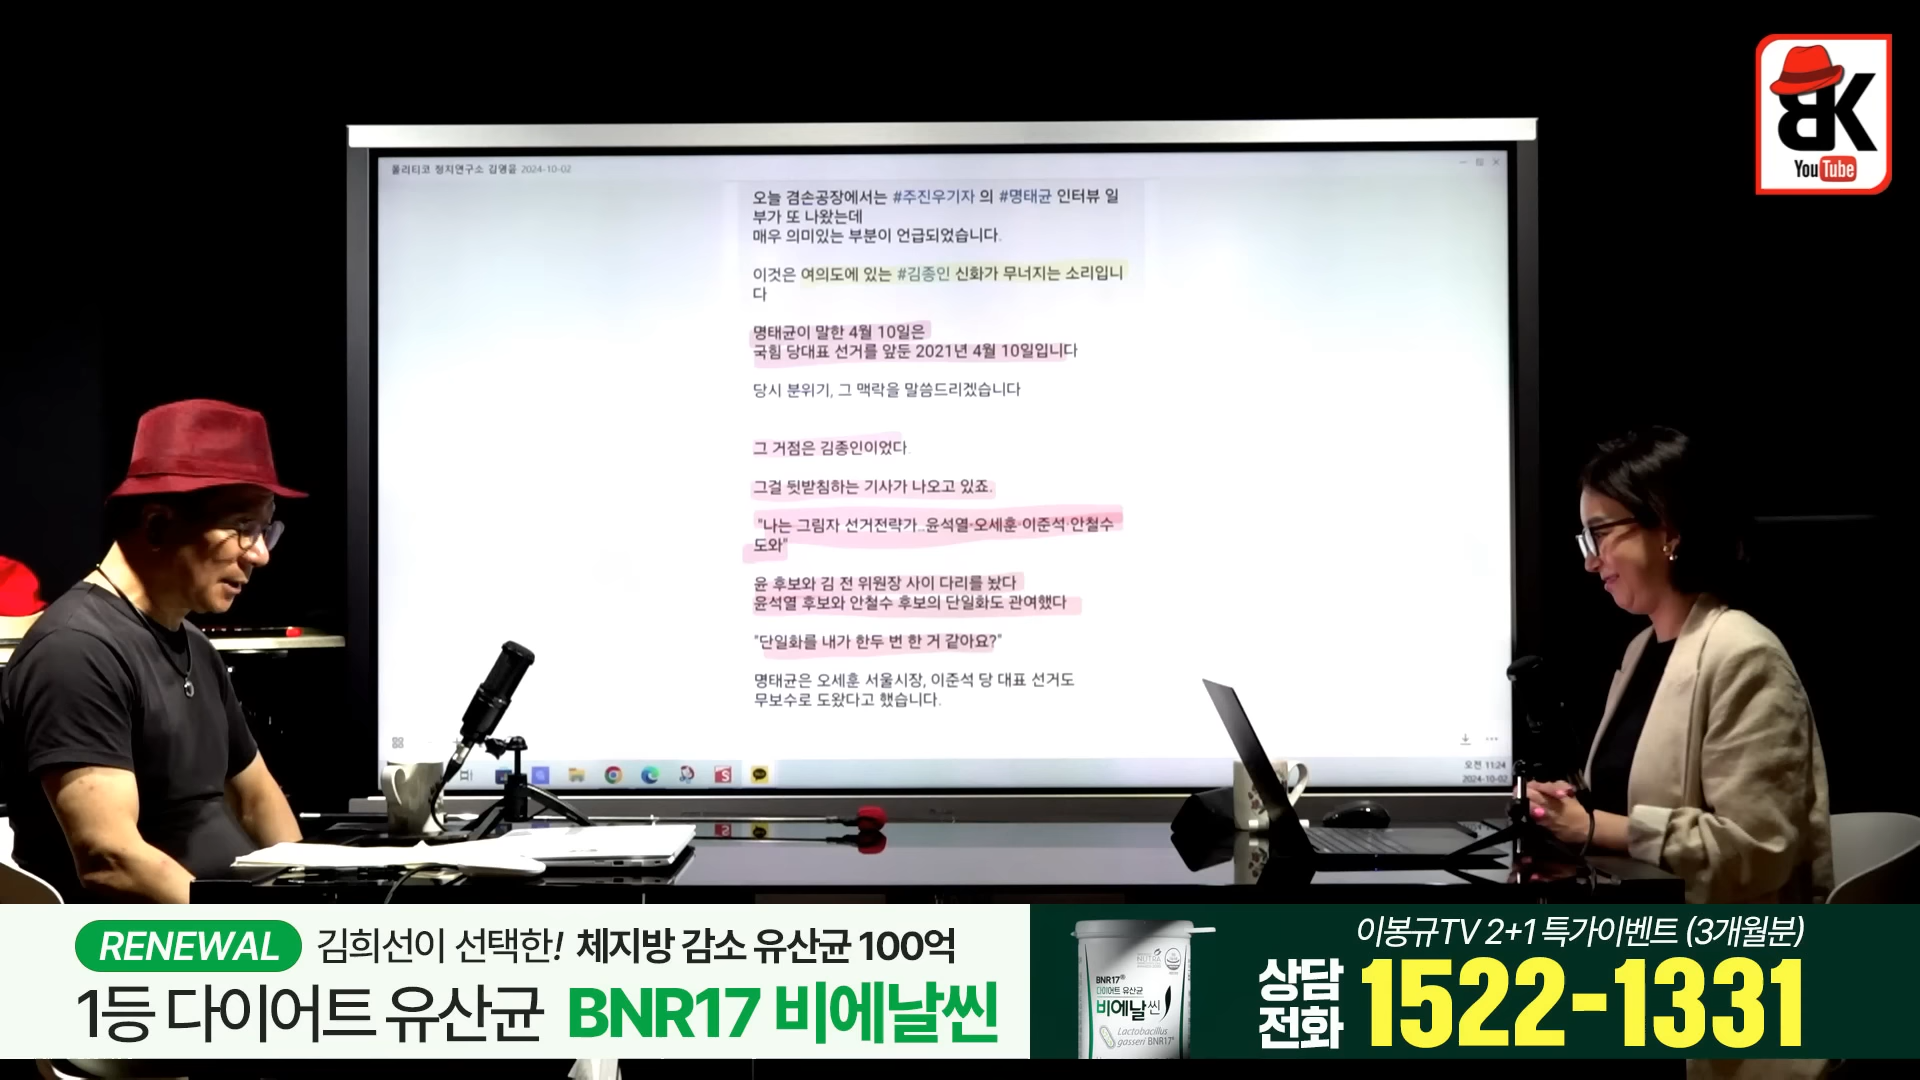 BK
YouTube
폴리티코 정치연구소 김영윤 2024-10-02
오늘 겸손공장에서는 #주진우기자 의 #명태균 인터뷰 일
부가 또 나왔는데
매우 의미있는 부분이 언급되었습니다.
이것은 여의도에 있는 #김종인 신화가 무너지는 소리입니
다
명태균이 말한 4월 10일은
국힘 당대표 선거를 앞둔 2021년 4월 10일입니다
당시 분위기, 그 맥락을 말씀드리겠습니다
그 거점은 김종인이었다.
그걸 뒷받침하는 기사가 나오고 있죠.
"나는 그림자 선거전략가..윤석열·오세훈·이준석·안철수
도와"
윤 후보와 김 전 위원장 사이 다리를 놨다
윤석열 후보와 안철수 후보의 단일화도 관여했다
"단일화를 내가 한두 번 한 거 같아요?"
명태균은 오세훈 서울시장, 이준석 당 대표 선거도
무보수로 도왔다고 했습니다.
오전 11:24
2024-10-02
RENEWAL 김희선이 선택한! 체지방 감소 유산균 100억
1등 다이어트 유산균 BNR17 비에날씬
BNR17®
다이어트 유산균
비에날씬
Lactobacillus
gasseri BNR17
이봉규TV 2+1 특가이벤트 (3개월분)
상담
전화 1522-1331